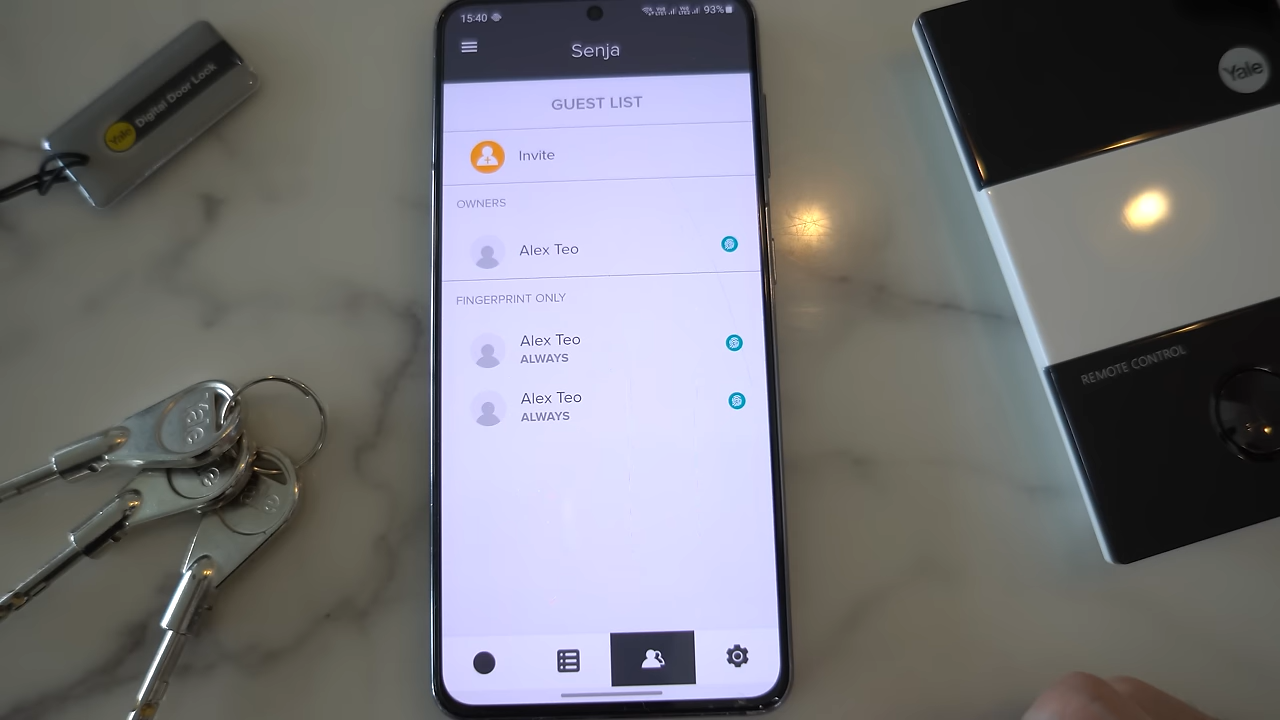 15:40
93%
Senja
GUEST LIST
Invite
OWNERS
Alex Teo
FINGERPRINT ONLY
Alex Teo
ALWAYS
Alex Teo
ALWAYS
Yale Digital Door Lock
Yale
Yale
REMOTE CONTROL